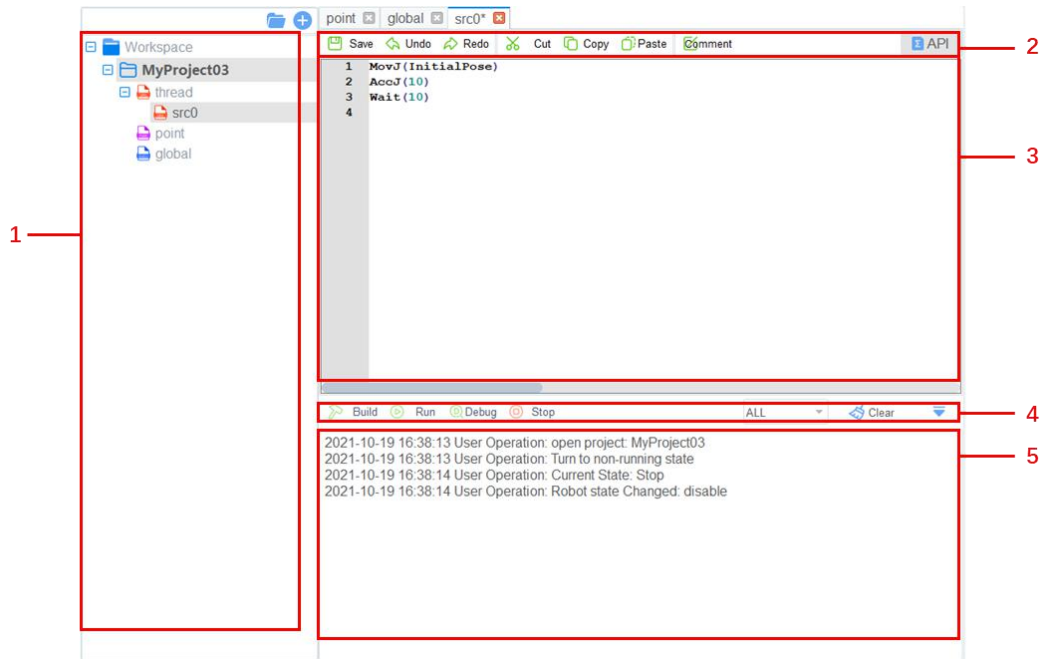 point global src0*
Workspace
MyProject03
thread
src0
point
global
1
Save Undo Redo Cut Copy Paste Comment API
2
1 MovJ(InitialPose)
2 AccJ(10)
3 Wait(10)
4
3
Build Run Debug Stop ALL Clear
4
2021-10-19 16:38:13 User Operation: open project: MyProject03
2021-10-19 16:38:13 User Operation: Turn to non-running state
2021-10-19 16:38:14 User Operation: Current State: Stop
2021-10-19 16:38:14 User Operation: Robot state Changed: disable
5